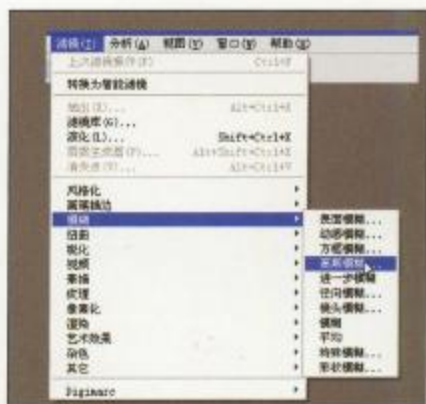 滤镜(T) 分析(A) 视图(V) 窗口(W) 帮助(H)
上次滤镜操作(F) Ctrl+F
转换为智能滤镜
抽出(X)... Alt+Ctrl+X
滤镜库(G)...
液化(L)... Shift+Ctrl+X
图案生成器(P)... Alt+Shift+Ctrl+X
消失点(V)... Alt+Ctrl+V
风格化
画笔描边
模糊
扭曲
锐化
视频
素描
纹理
像素化
渲染
艺术效果
杂色
其它
Digimarc
表面模糊...
动感模糊...
方框模糊...
高斯模糊...
进一步模糊
径向模糊...
镜头模糊...
模糊
平均
特殊模糊...
形状模糊...